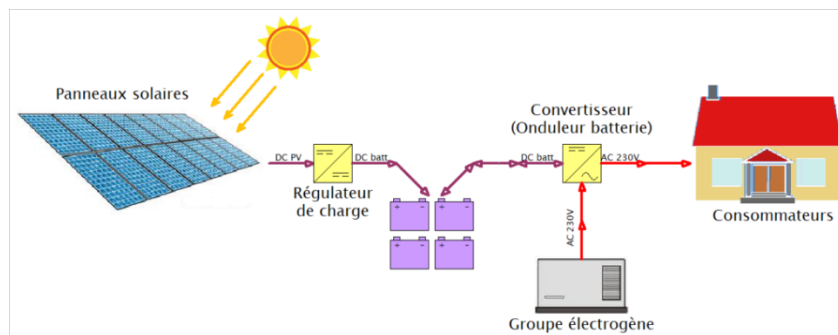 Panneaux solaires
DC PV
DC batt
Régulateur
de charge
+ -
+ -
+ -
+ -
Convertisseur
(Onduleur batterie)
DC batt
AC 230V
AC 230V
Consommateurs
Groupe électrogène